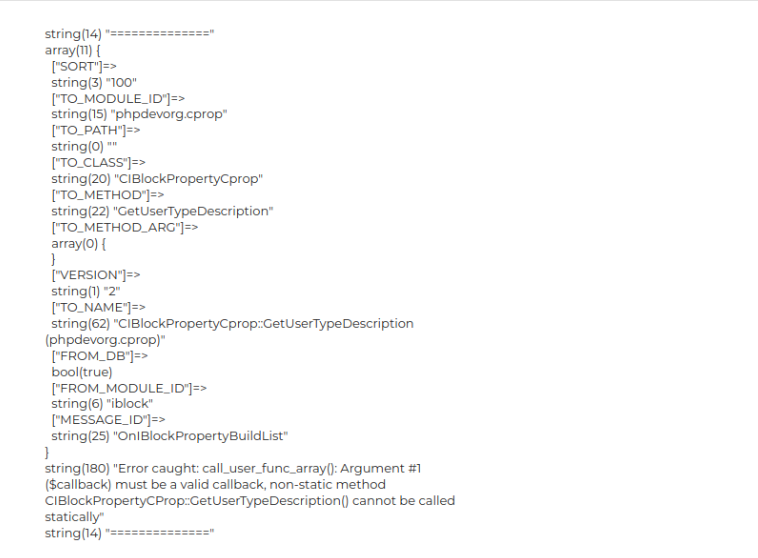 string(14) "=============="
array(11) {
["SORT"]=>
string(3) "100"
["TO_MODULE_ID"]=>
string(15) "phpdevorg.cprop"
["TO_PATH"]=>
string(0) ""
["TO_CLASS"]=>
string(20) "CIBlockPropertyCprop"
["TO_METHOD"]=>
string(22) "GetUserTypeDescription"
["TO_METHOD_ARG"]=>
array(0) {
}
["VERSION"]=>
string(1) "2"
["TO_NAME"]=>
string(62) "CIBlockPropertyCprop::GetUserTypeDescription
(phpdevorg.cprop)"
["FROM_DB"]=>
bool(true)
["FROM_MODULE_ID"]=>
string(6) "iblock"
["MESSAGE_ID"]=>
string(25) "OnIBlockPropertyBuildList"
}
string(180) "Error caught: call_user_func_array(): Argument #1
($callback) must be a valid callback, non-static method
CIBlockPropertyCProp::GetUserTypeDescription() cannot be called
statically"
string(14) "=============="